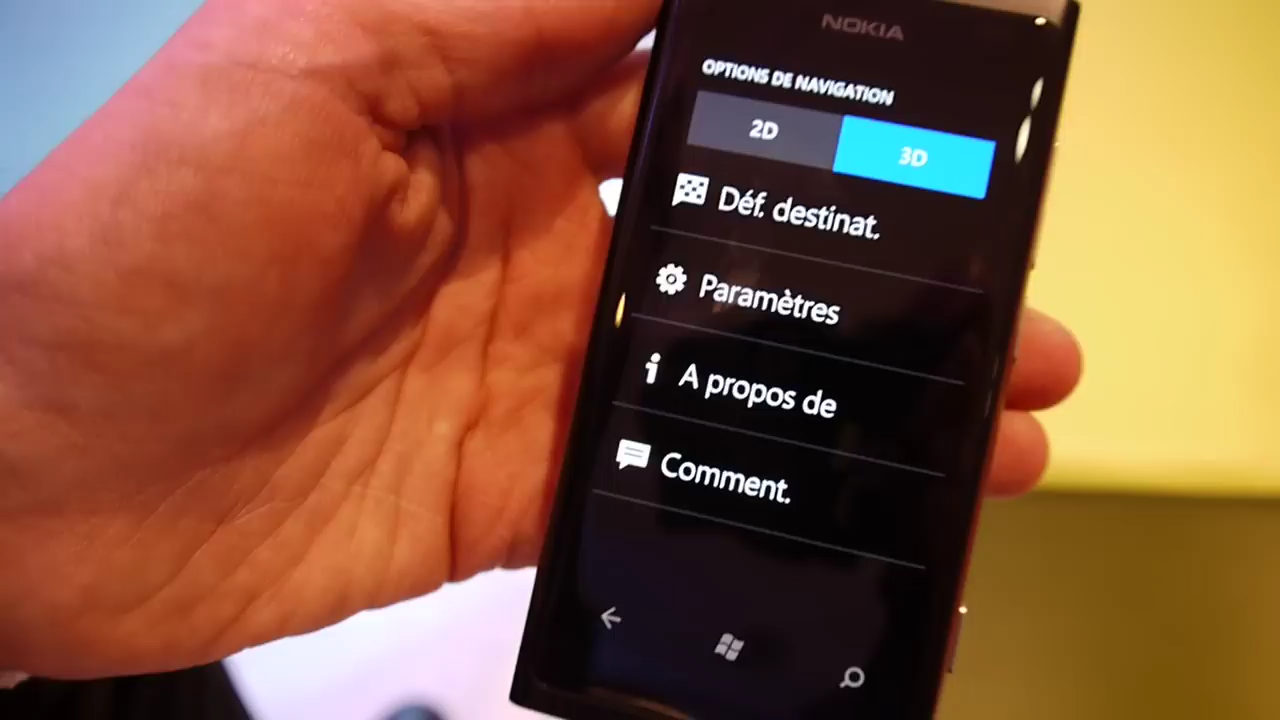 NOKIA
OPTIONS DE NAVIGATION
2D
3D
Déf. destinat.
Paramètres
A propos de
Comment.